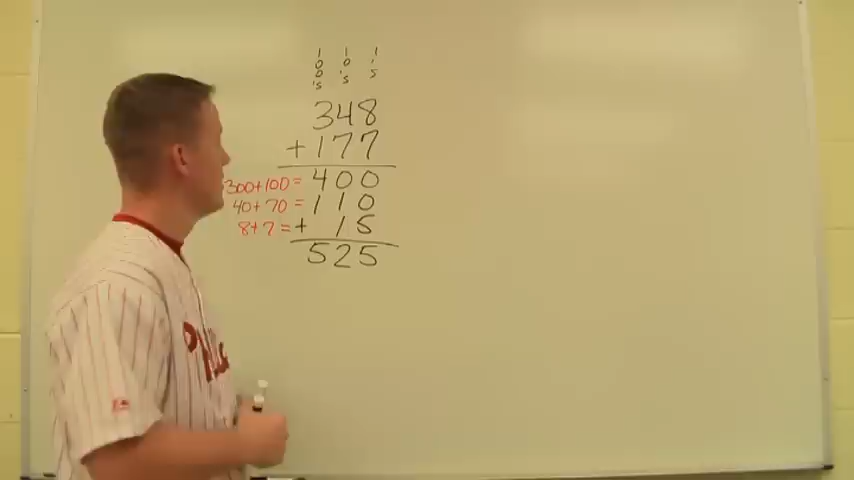 100's 10's 1's
348
+177
300+100= 400
40+70= 110
8+7= + 15
525